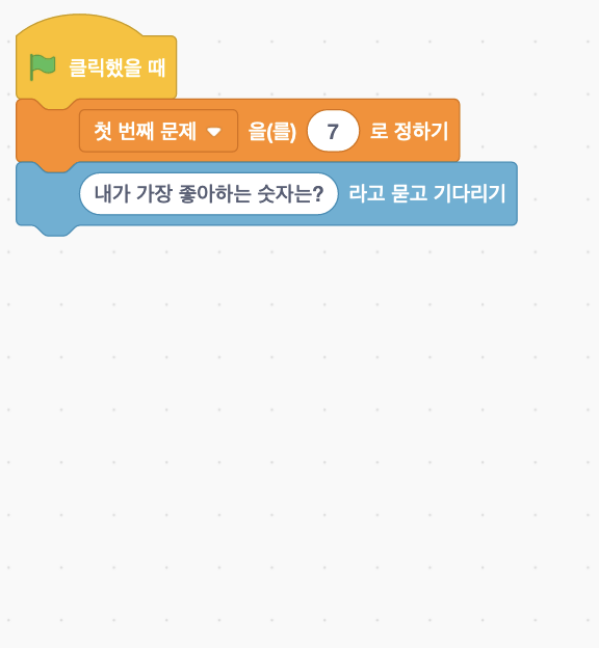 클릭했을 때
첫 번째 문제 을(를) 7 로 정하기
내가 가장 좋아하는 숫자는? 라고 묻고 기다리기